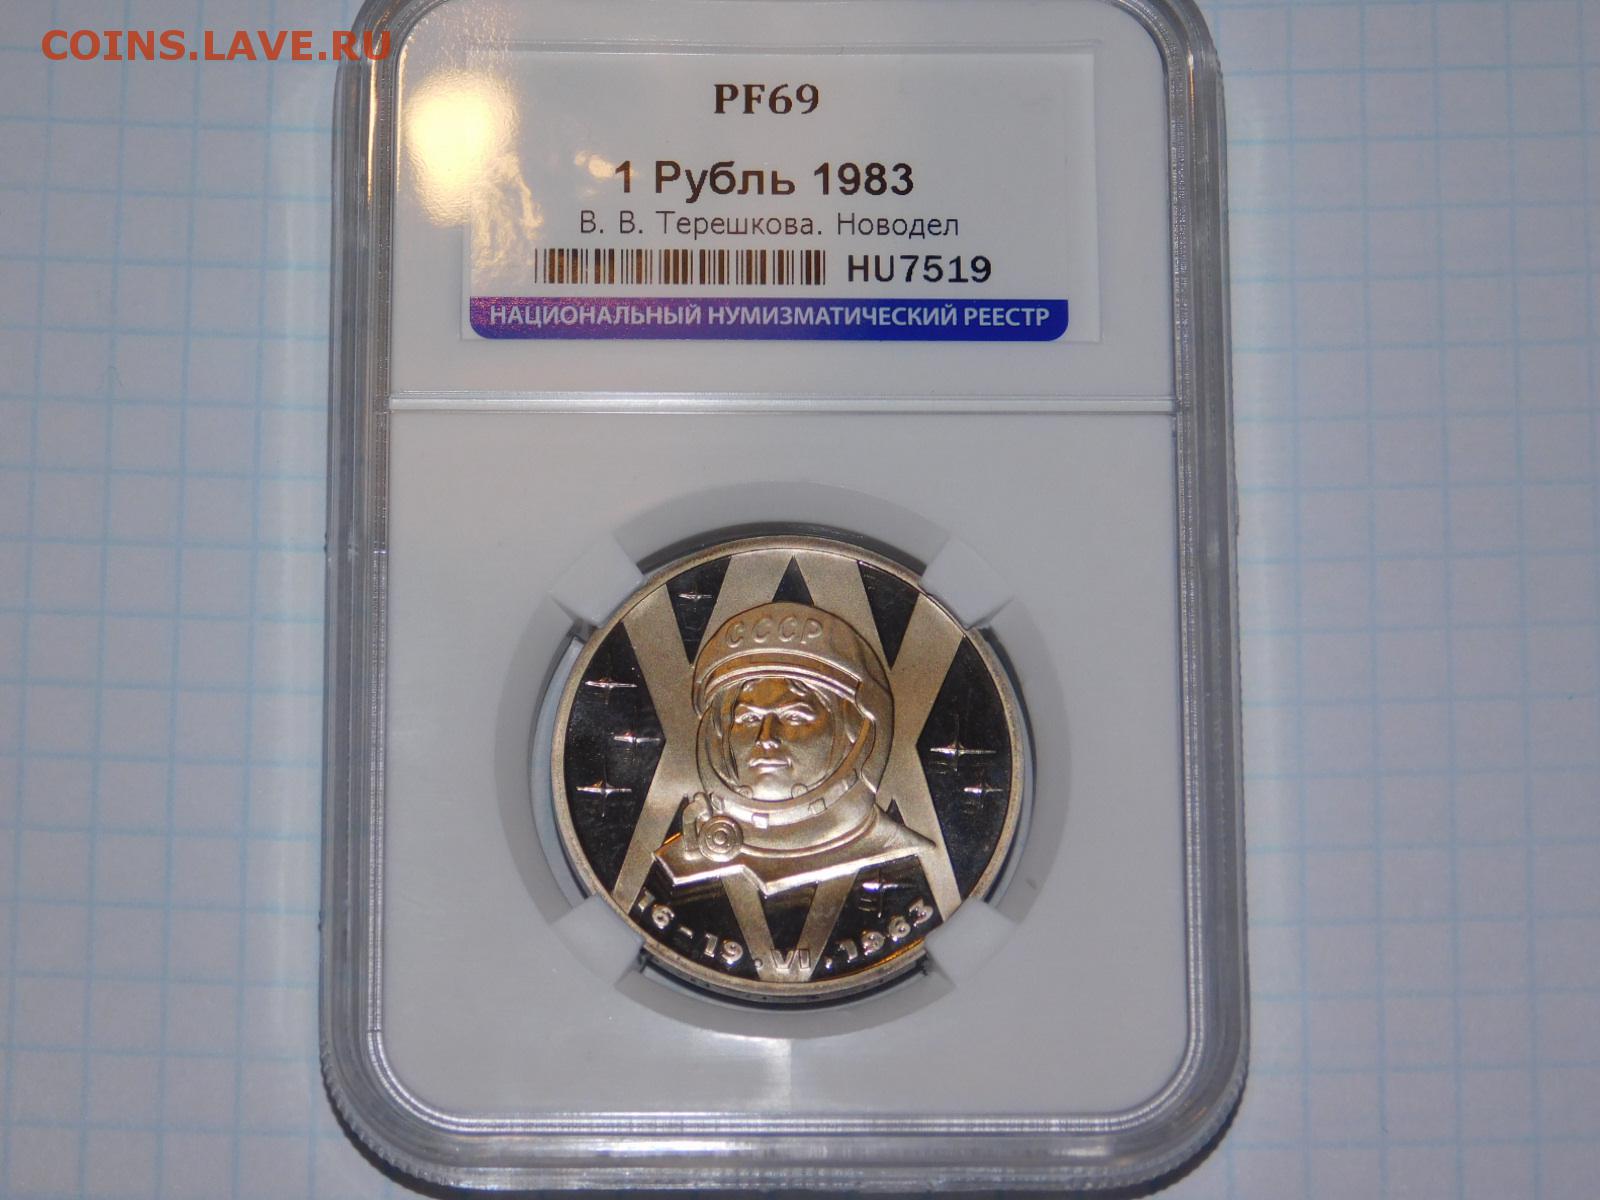 COINS.LAVE.RU
PF69
1 Рубль 1983
В. В. Терешкова. Новодел
HU7519
НАЦИОНАЛЬНЫЙ НУМИЗМАТИЧЕСКИЙ РЕЕСТР
СССР
16-19.VI.1963